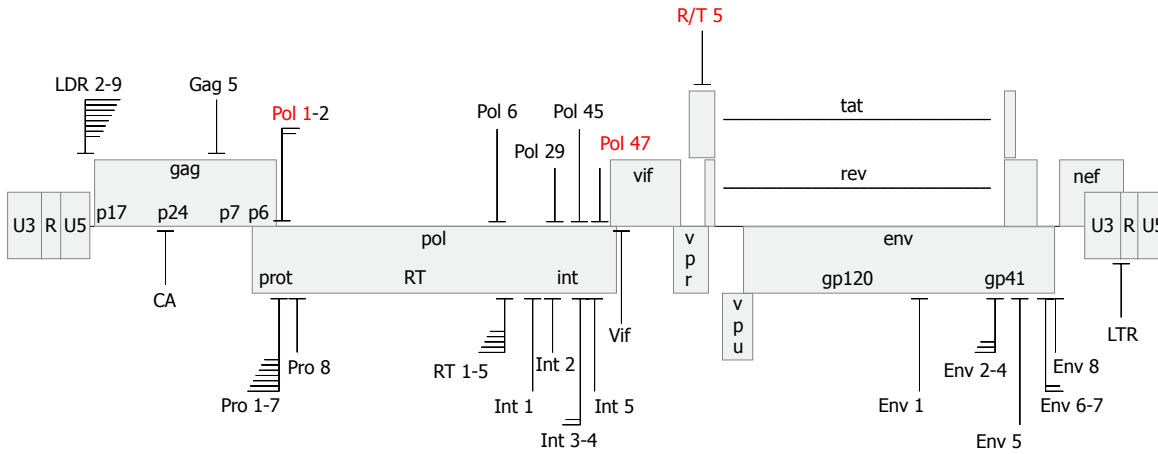 R/T 5
LDR 2-9
Gag 5
Pol 1-2
Pol 6
Pol 45
tat
Pol 29
Pol 47
gag
vif
rev
nef
p17
p24
p7
p6
U3
R
U5
U3
R
U5
pol
vpr
env
prot
RT
int
gp120
gp41
CA
vpu
Vif
LTR
Pro 8
RT 1-5
Int 2
Env 2-4
Env 8
Pro 1-7
Int 1
Int 5
Env 1
Env 6-7
Int 3-4
Env 5